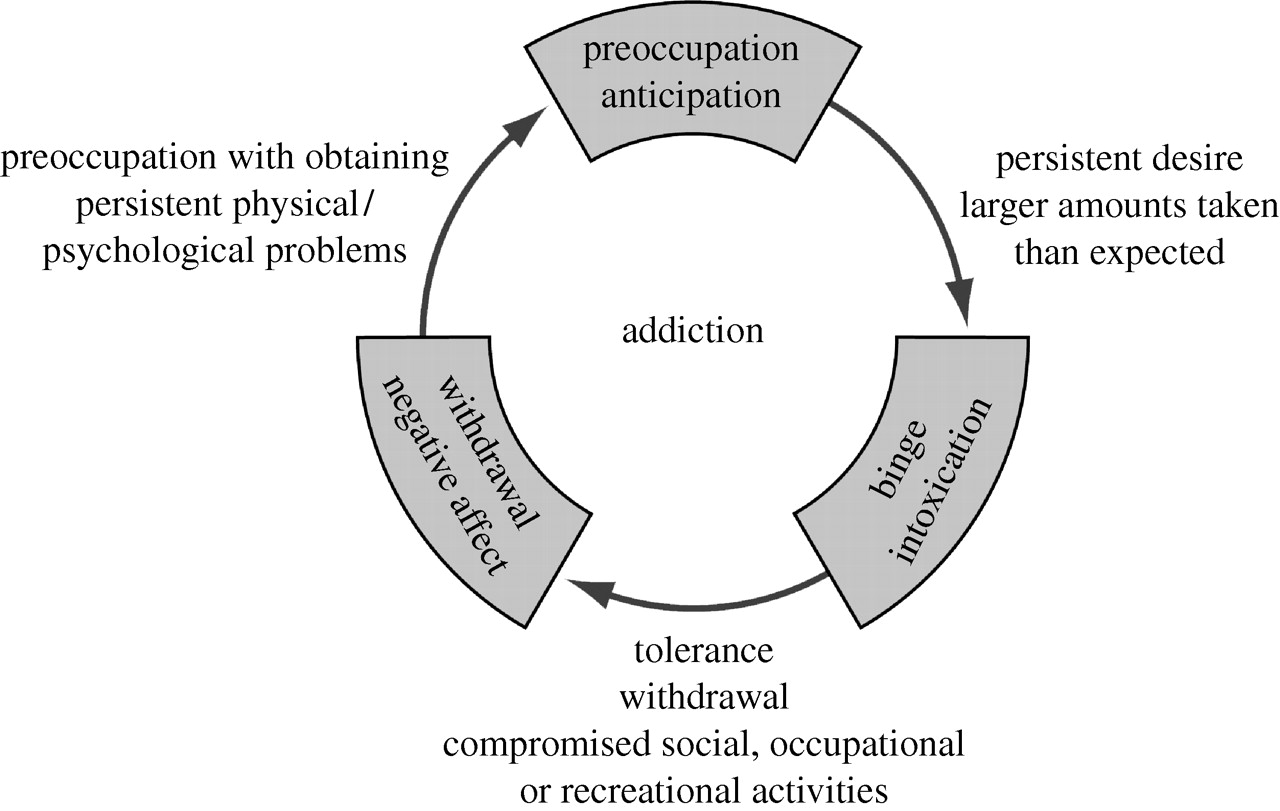 preoccupation
anticipation
preoccupation with obtaining
persistent physical/
psychological problems
persistent desire
larger amounts taken
than expected
addiction
withdrawal
negative affect
binge
intoxication
tolerance
withdrawal
compromised social, occupational
or recreational activities